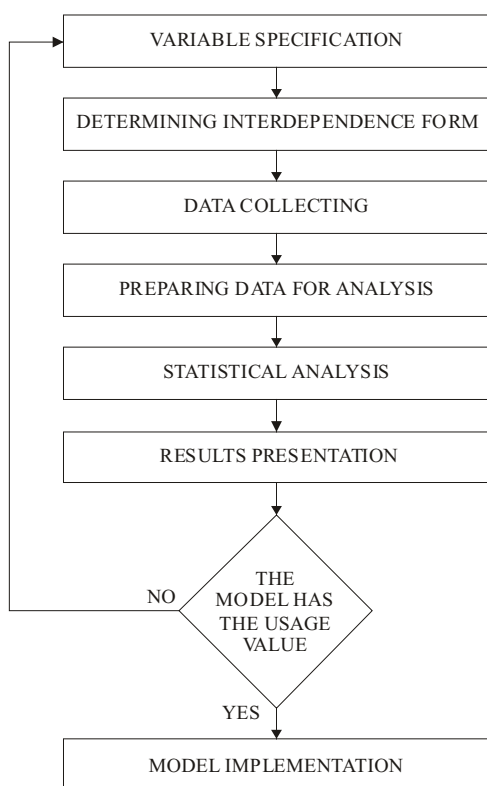 VARIABLE SPECIFICATION
DETERMINING INTERDEPENDENCE FORM
DATA COLLECTING
PREPARING DATA FOR ANALYSIS
STATISTICAL ANALYSIS
RESULTS PRESENTATION
THE
MODEL HAS
THE USAGE
VALUE
NO
YES
MODEL IMPLEMENTATION